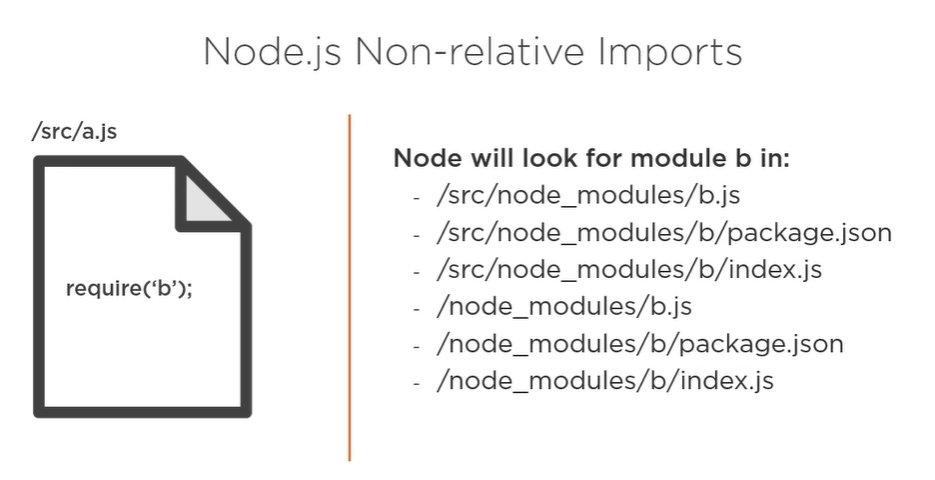 Node.js Non-relative Imports
/src/a.js
require(‘b’);
Node will look for module b in:
- /src/node_modules/b.js
- /src/node_modules/b/package.json
- /src/node_modules/b/index.js
- /node_modules/b.js
- /node_modules/b/package.json
- /node_modules/b/index.js